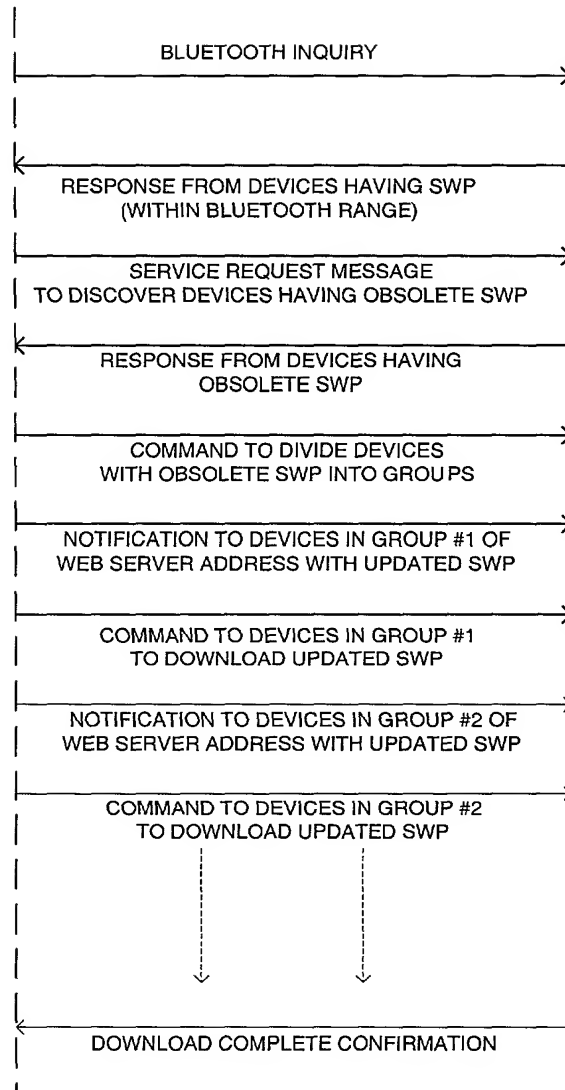 BLUETOOTH INQUIRY
RESPONSE FROM DEVICES HAVING SWP
(WITHIN BLUETOOTH RANGE)
SERVICE REQUEST MESSAGE
TO DISCOVER DEVICES HAVING OBSOLETE SWP
RESPONSE FROM DEVICES HAVING
OBSOLETE SWP
COMMAND TO DIVIDE DEVICES
WITH OBSOLETE SWP INTO GROUPS
NOTIFICATION TO DEVICES IN GROUP #1 OF
WEB SERVER ADDRESS WITH UPDATED SWP
COMMAND TO DEVICES IN GROUP #1
TO DOWNLOAD UPDATED SWP
NOTIFICATION TO DEVICES IN GROUP #2 OF
WEB SERVER ADDRESS WITH UPDATED SWP
COMMAND TO DEVICES IN GROUP #2
TO DOWNLOAD UPDATED SWP
DOWNLOAD COMPLETE CONFIRMATION